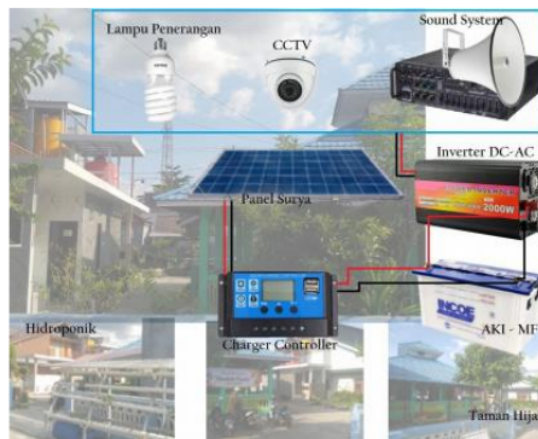 Lampu Penerangan
CCTV
Sound System
Inverter DC-AC
2000W
Panel Surya
INCOE
Hidroponik
Charger Controller
AKI - MF
Taman Hija